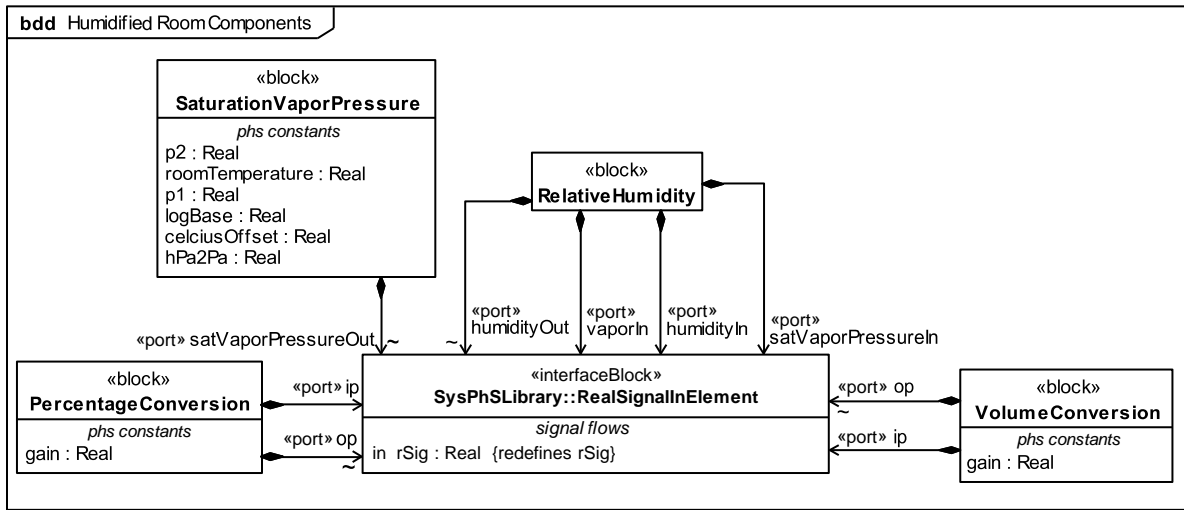 bdd Humidified Room Components
«block»
SaturationVaporPressure
phs constants
p2 : Real
roomTemperature : Real
p1 : Real
logBase : Real
celciusOffset : Real
hPa2Pa : Real
«block»
RelativeHumidity
«port»
humidityOut
«port»
vaporIn
«port»
humidityIn
«port»
satVaporPressureIn
«port» satVaporPressureOut
~
~
«block»
PercentageConversion
phs constants
gain : Real
«port» ip
«port» op
~
«interfaceBlock»
SysPhSLibrary::RealSignalInElement
signal flows
in rSig : Real {redefines rSig}
«port» op
~
«port» ip
«block»
VolumeConversion
phs constants
gain : Real